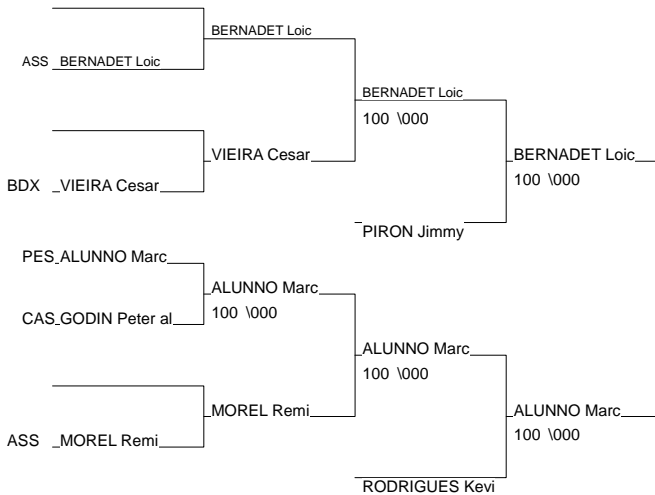 BERNADET Loic
ASS BERNADET Loic
BERNADET Loic
100 \000
VIEIRA Cesar
BERNADET Loic
100 \000
BDX VIEIRA Cesar
PIRON Jimmy
PES ALUNNO Marc
ALUNNO Marc
100 \000
CAS GODIN Peter al
ALUNNO Marc
100 \000
MOREL Remi
ALUNNO Marc
100 \000
ASS MOREL Remi
RODRIGUES Kevi